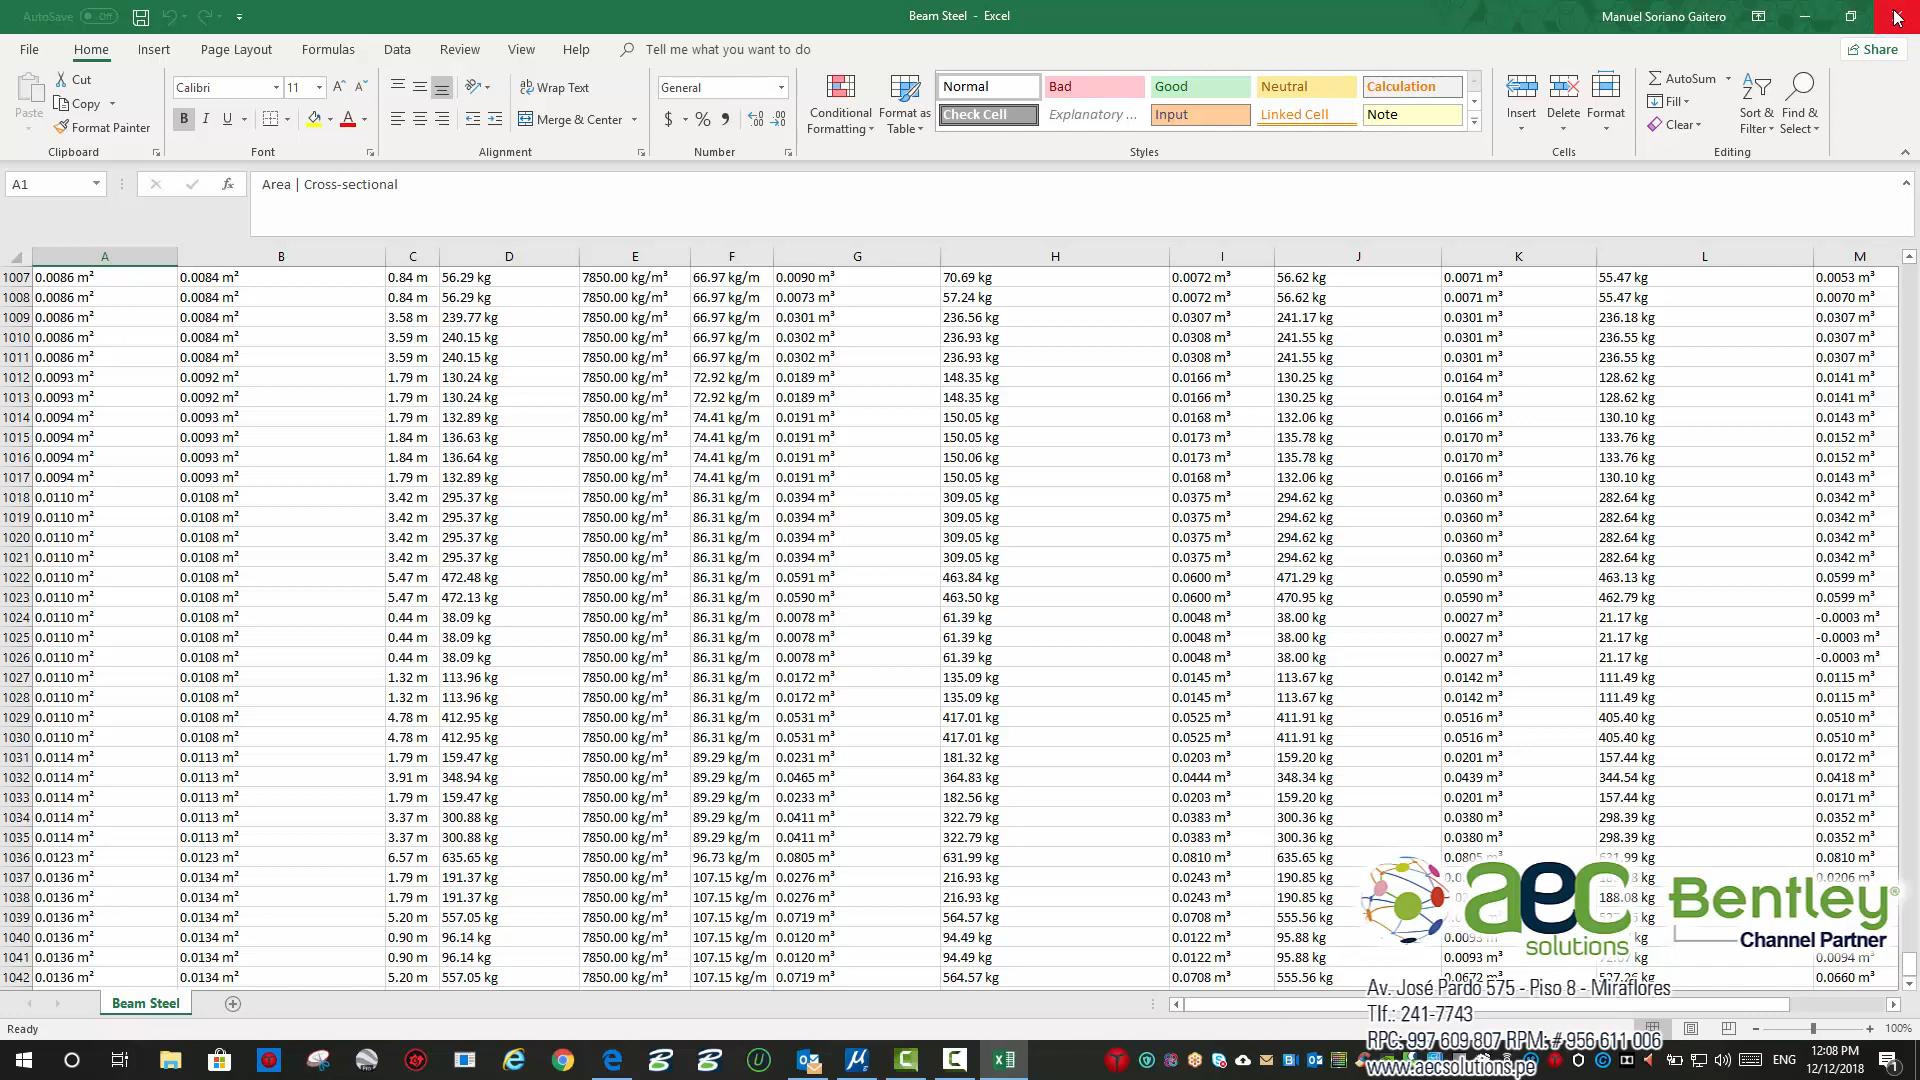 AutoSave Off
Beam Steel - Excel
Manuel Soriano Gaitero
File Home Insert Page Layout Formulas Data Review View Help Tell me what you want to do Share
Paste Cut Copy Format Painter
Calibri 11
B I U
Wrap Text
Merge & Center
General
$ %
Conditional Formatting Format as Table
Normal Bad Good Neutral Calculation
Check Cell Explanatory ... Input Linked Cell Note
Insert Delete Format
AutoSum Fill Clear
Sort & Filter Find & Select
Clipboard Font Alignment Number Styles Cells Editing
A1 fx Area | Cross-sectional
A B C D E F G H I J K L M
1007 0.0086 m² 0.0084 m² 0.84 m 56.29 kg 7850.00 kg/m³ 66.97 kg/m 0.0090 m³ 70.69 kg 0.0072 m³ 56.62 kg 0.0071 m³ 55.47 kg 0.0053 m³
1008 0.0086 m² 0.0084 m² 0.84 m 56.29 kg 7850.00 kg/m³ 66.97 kg/m 0.0073 m³ 57.24 kg 0.0072 m³ 56.62 kg 0.0071 m³ 55.47 kg 0.0070 m³
1009 0.0086 m² 0.0084 m² 3.58 m 239.77 kg 7850.00 kg/m³ 66.97 kg/m 0.0301 m³ 236.56 kg 0.0307 m³ 241.17 kg 0.0301 m³ 236.18 kg 0.0307 m³
1010 0.0086 m² 0.0084 m² 3.59 m 240.15 kg 7850.00 kg/m³ 66.97 kg/m 0.0302 m³ 236.93 kg 0.0308 m³ 241.55 kg 0.0301 m³ 236.55 kg 0.0307 m³
1011 0.0086 m² 0.0084 m² 3.59 m 240.15 kg 7850.00 kg/m³ 66.97 kg/m 0.0302 m³ 236.93 kg 0.0308 m³ 241.55 kg 0.0301 m³ 236.55 kg 0.0307 m³
1012 0.0093 m² 0.0092 m² 1.79 m 130.24 kg 7850.00 kg/m³ 72.92 kg/m 0.0189 m³ 148.35 kg 0.0166 m³ 130.25 kg 0.0164 m³ 128.62 kg 0.0141 m³
1013 0.0093 m² 0.0092 m² 1.79 m 130.24 kg 7850.00 kg/m³ 72.92 kg/m 0.0189 m³ 148.35 kg 0.0166 m³ 130.25 kg 0.0164 m³ 128.62 kg 0.0141 m³
1014 0.0094 m² 0.0093 m² 1.79 m 132.89 kg 7850.00 kg/m³ 74.41 kg/m 0.0191 m³ 150.05 kg 0.0168 m³ 132.06 kg 0.0166 m³ 130.10 kg 0.0143 m³
1015 0.0094 m² 0.0093 m² 1.84 m 136.63 kg 7850.00 kg/m³ 74.41 kg/m 0.0191 m³ 150.05 kg 0.0173 m³ 135.78 kg 0.0170 m³ 133.76 kg 0.0152 m³
1016 0.0094 m² 0.0093 m² 1.84 m 136.64 kg 7850.00 kg/m³ 74.41 kg/m 0.0191 m³ 150.06 kg 0.0173 m³ 135.78 kg 0.0170 m³ 133.76 kg 0.0152 m³
1017 0.0094 m² 0.0093 m² 1.79 m 132.89 kg 7850.00 kg/m³ 74.41 kg/m 0.0191 m³ 150.05 kg 0.0168 m³ 132.06 kg 0.0166 m³ 130.10 kg 0.0143 m³
1018 0.0110 m² 0.0108 m² 3.42 m 295.37 kg 7850.00 kg/m³ 86.31 kg/m 0.0394 m³ 309.05 kg 0.0375 m³ 294.62 kg 0.0360 m³ 282.64 kg 0.0342 m³
1019 0.0110 m² 0.0108 m² 3.42 m 295.37 kg 7850.00 kg/m³ 86.31 kg/m 0.0394 m³ 309.05 kg 0.0375 m³ 294.62 kg 0.0360 m³ 282.64 kg 0.0342 m³
1020 0.0110 m² 0.0108 m² 3.42 m 295.37 kg 7850.00 kg/m³ 86.31 kg/m 0.0394 m³ 309.05 kg 0.0375 m³ 294.62 kg 0.0360 m³ 282.64 kg 0.0342 m³
1021 0.0110 m² 0.0108 m² 3.42 m 295.37 kg 7850.00 kg/m³ 86.31 kg/m 0.0394 m³ 309.05 kg 0.0375 m³ 294.62 kg 0.0360 m³ 282.64 kg 0.0342 m³
1022 0.0110 m² 0.0108 m² 5.47 m 472.48 kg 7850.00 kg/m³ 86.31 kg/m 0.0591 m³ 463.84 kg 0.0600 m³ 471.29 kg 0.0590 m³ 463.13 kg 0.0599 m³
1023 0.0110 m² 0.0108 m² 5.47 m 472.13 kg 7850.00 kg/m³ 86.31 kg/m 0.0590 m³ 463.50 kg 0.0600 m³ 470.95 kg 0.0590 m³ 462.79 kg 0.0599 m³
1024 0.0110 m² 0.0108 m² 0.44 m 38.09 kg 7850.00 kg/m³ 86.31 kg/m 0.0078 m³ 61.39 kg 0.0048 m³ 38.00 kg 0.0027 m³ 21.17 kg -0.0003 m³
1025 0.0110 m² 0.0108 m² 0.44 m 38.09 kg 7850.00 kg/m³ 86.31 kg/m 0.0078 m³ 61.39 kg 0.0048 m³ 38.00 kg 0.0027 m³ 21.17 kg -0.0003 m³
1026 0.0110 m² 0.0108 m² 0.44 m 38.09 kg 7850.00 kg/m³ 86.31 kg/m 0.0078 m³ 61.39 kg 0.0048 m³ 38.00 kg 0.0027 m³ 21.17 kg -0.0003 m³
1027 0.0110 m² 0.0108 m² 1.32 m 113.96 kg 7850.00 kg/m³ 86.31 kg/m 0.0172 m³ 135.09 kg 0.0145 m³ 113.67 kg 0.0142 m³ 111.49 kg 0.0115 m³
1028 0.0110 m² 0.0108 m² 1.32 m 113.96 kg 7850.00 kg/m³ 86.31 kg/m 0.0172 m³ 135.09 kg 0.0145 m³ 113.67 kg 0.0142 m³ 111.49 kg 0.0115 m³
1029 0.0110 m² 0.0108 m² 4.78 m 412.95 kg 7850.00 kg/m³ 86.31 kg/m 0.0531 m³ 417.01 kg 0.0525 m³ 411.91 kg 0.0516 m³ 405.40 kg 0.0510 m³
1030 0.0110 m² 0.0108 m² 4.78 m 412.95 kg 7850.00 kg/m³ 86.31 kg/m 0.0531 m³ 417.01 kg 0.0525 m³ 411.91 kg 0.0516 m³ 405.40 kg 0.0510 m³
1031 0.0114 m² 0.0113 m² 1.79 m 159.47 kg 7850.00 kg/m³ 89.29 kg/m 0.0231 m³ 181.32 kg 0.0203 m³ 159.20 kg 0.0201 m³ 157.44 kg 0.0172 m³
1032 0.0114 m² 0.0113 m² 3.91 m 348.94 kg 7850.00 kg/m³ 89.29 kg/m 0.0465 m³ 364.83 kg 0.0444 m³ 348.34 kg 0.0439 m³ 344.54 kg 0.0418 m³
1033 0.0114 m² 0.0113 m² 1.79 m 159.47 kg 7850.00 kg/m³ 89.29 kg/m 0.0233 m³ 182.56 kg 0.0203 m³ 159.20 kg 0.0201 m³ 157.44 kg 0.0171 m³
1034 0.0114 m² 0.0113 m² 3.37 m 300.88 kg 7850.00 kg/m³ 89.29 kg/m 0.0411 m³ 322.79 kg 0.0383 m³ 300.36 kg 0.0380 m³ 298.39 kg 0.0352 m³
1035 0.0114 m² 0.0113 m² 3.37 m 300.88 kg 7850.00 kg/m³ 89.29 kg/m 0.0411 m³ 322.79 kg 0.0383 m³ 300.36 kg 0.0380 m³ 298.39 kg 0.0352 m³
1036 0.0123 m² 0.0123 m² 6.57 m 635.65 kg 7850.00 kg/m³ 96.73 kg/m 0.0805 m³ 631.99 kg 0.0810 m³ 635.65 kg 0.0805 m³ 631.99 kg 0.0810 m³
1037 0.0136 m² 0.0134 m² 1.79 m 191.37 kg 7850.00 kg/m³ 107.15 kg/m 0.0276 m³ 216.93 kg 0.0243 m³ 190.85 kg 0.0206 m³
1038 0.0136 m² 0.0134 m² 1.79 m 191.37 kg 7850.00 kg/m³ 107.15 kg/m 0.0276 m³ 216.93 kg 0.0243 m³ 190.85 kg 188.08 kg
1039 0.0136 m² 0.0134 m² 5.20 m 557.05 kg 7850.00 kg/m³ 107.15 kg/m 0.0719 m³ 564.57 kg 0.0708 m³ 555.56 kg
1040 0.0136 m² 0.0134 m² 0.90 m 96.14 kg 7850.00 kg/m³ 107.15 kg/m 0.0120 m³ 94.49 kg 0.0122 m³ 95.88 kg 0.0093 m³
1041 0.0136 m² 0.0134 m² 0.90 m 96.14 kg 7850.00 kg/m³ 107.15 kg/m 0.0120 m³ 94.49 kg 0.0122 m³ 95.88 kg 0.0093 m³ 0.0094 m³
1042 0.0136 m² 0.0134 m² 5.20 m 557.05 kg 7850.00 kg/m³ 107.15 kg/m 0.0719 m³ 564.57 kg 0.0708 m³ 555.56 kg 0.0672 m³ 527.26 kg 0.0660 m³
aec solutions
Bentley®
Channel Partner
Av. José Pardo 575 - Piso 8 - Miraflores
Tlf.: 241-7743
RPC: 997 609 807 RPM: # 956 611 006
www.aecsolutions.pe
Beam Steel
Ready
100%
ENG
12:08 PM
12/12/2018